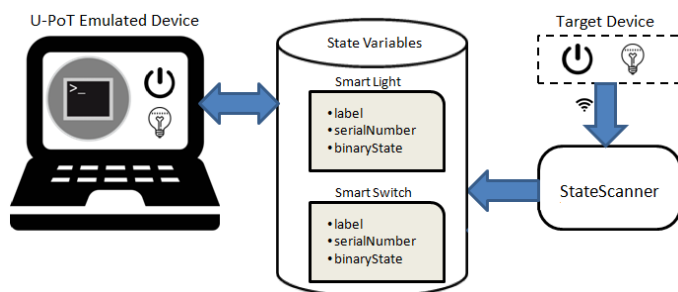 U-PoT Emulated Device
>_
State Variables
Smart Light
•label
•serialNumber
•binaryState
Smart Switch
•label
•serialNumber
•binaryState
Target Device
StateScanner